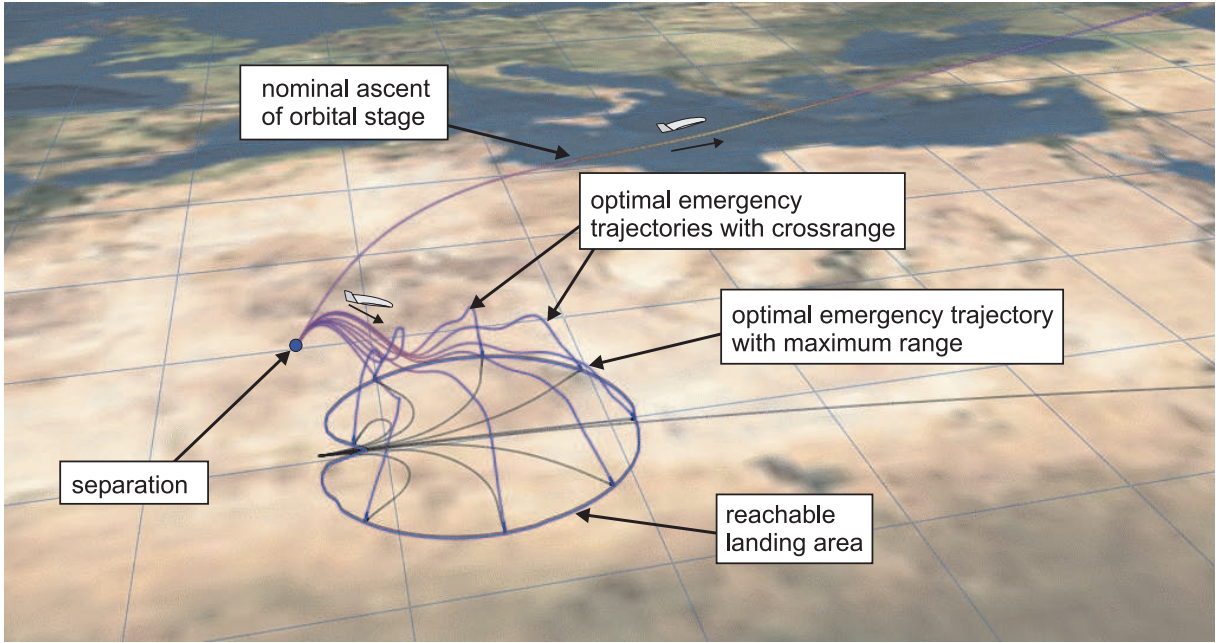 nominal ascent
of orbital stage
optimal emergency
trajectories with crossrange
optimal emergency trajectory
with maximum range
separation
reachable
landing area